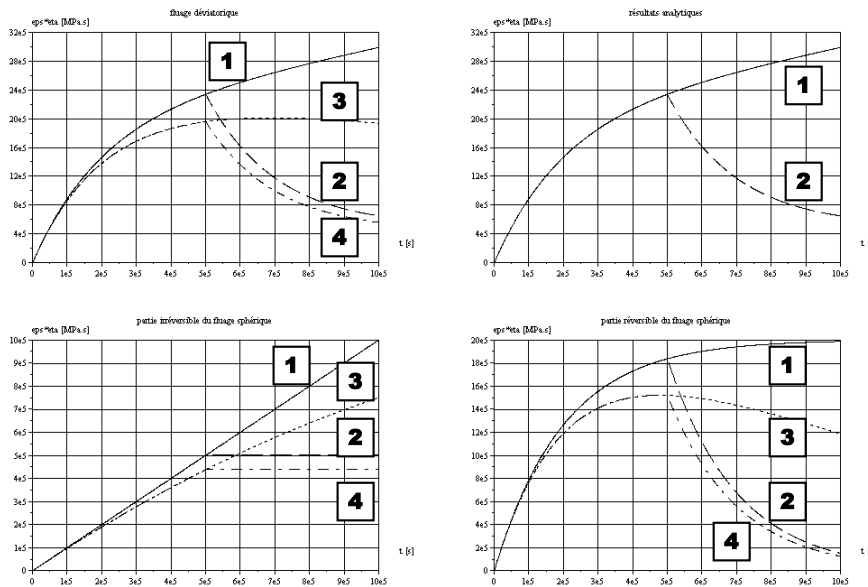 fluage déviatorique
eps*eta [MPa.s]
32e5
28e5
24e5
20e5
16e5
12e5
8e5
4e5
0
1
3
2
4
t [s]
0 1e5 2e5 3e5 4e5 5e5 6e5 7e5 8e5 9e5 10e5
résultats analytiques
eps*eta [MPa.s]
32e5
28e5
24e5
20e5
16e5
12e5
8e5
4e5
0
1
2
t
0 1e5 2e5 3e5 4e5 5e5 6e5 7e5 8e5 9e5 10e5
partie irréversible du fluage sphérique
eps*eta [MPa.s]
10e5
9e5
8e5
7e5
6e5
5e5
4e5
3e5
2e5
1e5
0
1
3
2
4
t [s]
0 1e5 2e5 3e5 4e5 5e5 6e5 7e5 8e5 9e5 10e5
partie réversible du fluage sphérique
eps*eta [MPa.s]
20e5
18e5
16e5
14e5
12e5
10e5
8e5
6e5
4e5
2e5
0
1
3
2
4
t
0 1e5 2e5 3e5 4e5 5e5 6e5 7e5 8e5 9e5 10e5